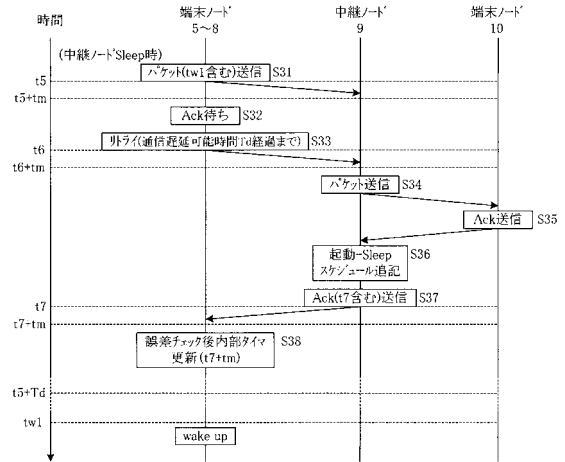 時間
端末ノード
5～8
中継ノード
9
端末ノード
10
(中継ノードSleep時)
パケット(tw1含む)送信 S31
t5
t5+tm
Ack待ち S32
リトライ(通信遅延可能時間Td経過まで) S33
t6
t6+tm
パケット送信 S34
Ack送信 S35
起動-Sleep
スケジュール追記 S36
Ack(t7含む)送信 S37
t7
t7+tm
誤差チェック後内部タイマ
更新(t7+tm) S38
t5+Td
tw1
wake up